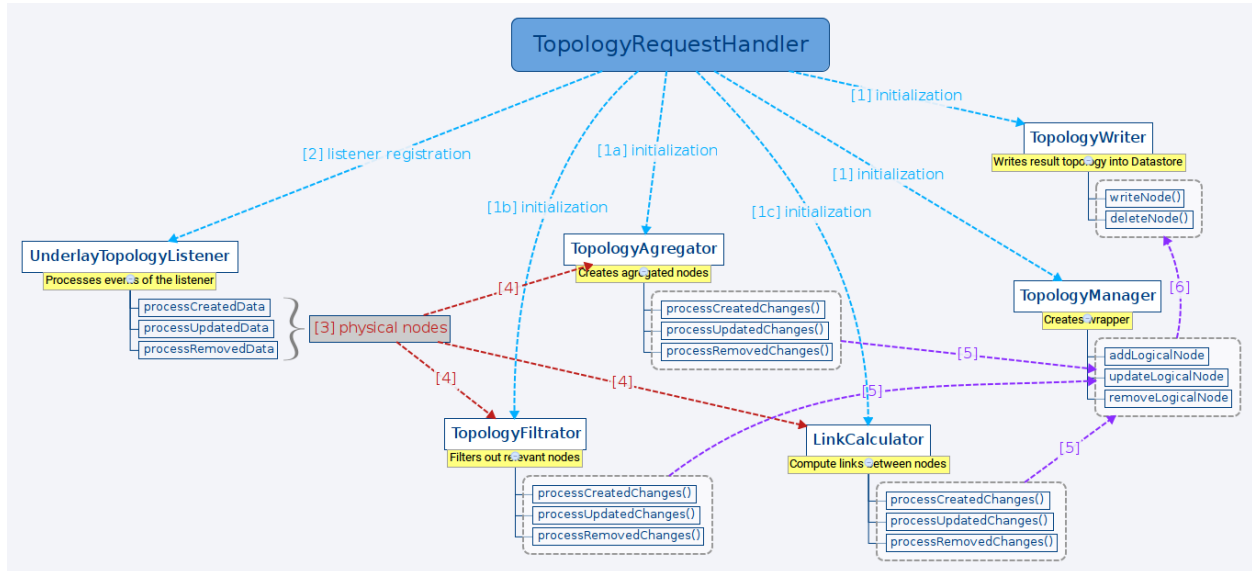 TopologyRequestHandler
[1] initialization
TopologyWriter
Writes result topology into Datastore
writeNode()
deleteNode()
[2] listener registration
[1a] initialization
[1] initialization
[1b] initialization
[1c] initialization
UnderlayTopologyListener
Processes events of the listener
processCreatedData
processUpdatedData
processRemovedData
[3] physical nodes
TopologyAgregator
Creates agregated nodes
processCreatedChanges()
processUpdatedChanges()
processRemovedChanges()
[4]
[4]
[4]
TopologyManager
Creates wrapper
addLogicalNode
updateLogicalNode
removeLogicalNode
[6]
[5]
[5]
[5]
TopologyFiltrator
Filters out relevant nodes
processCreatedChanges()
processUpdatedChanges()
processRemovedChanges()
LinkCalculator
Compute links between nodes
processCreatedChanges()
processUpdatedChanges()
processRemovedChanges()